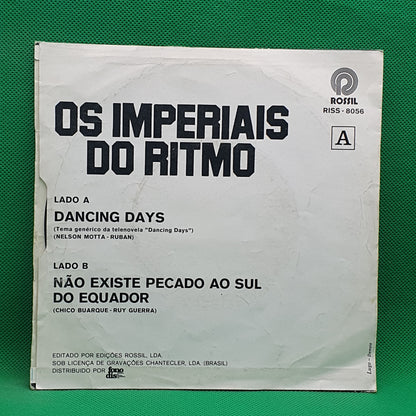 ROSSIL
RISS - 8056
OS IMPERIAIS
DO RITMO
A
LADO A
DANCING DAYS
(Tema genérico da telenovela "Dancing Days")
(NELSON MOTTA - RUBAN)
LADO B
NÃO EXISTE PECADO AO SUL
DO EQUADOR
(CHICO BUARQUE - RUY GUERRA)
EDITADO POR EDIÇÕES ROSSIL, LDA.
SOB LICENÇA DE GRAVAÇÕES CHANTECLER, LDA. (BRASIL)
DISTRIBUIDO POR